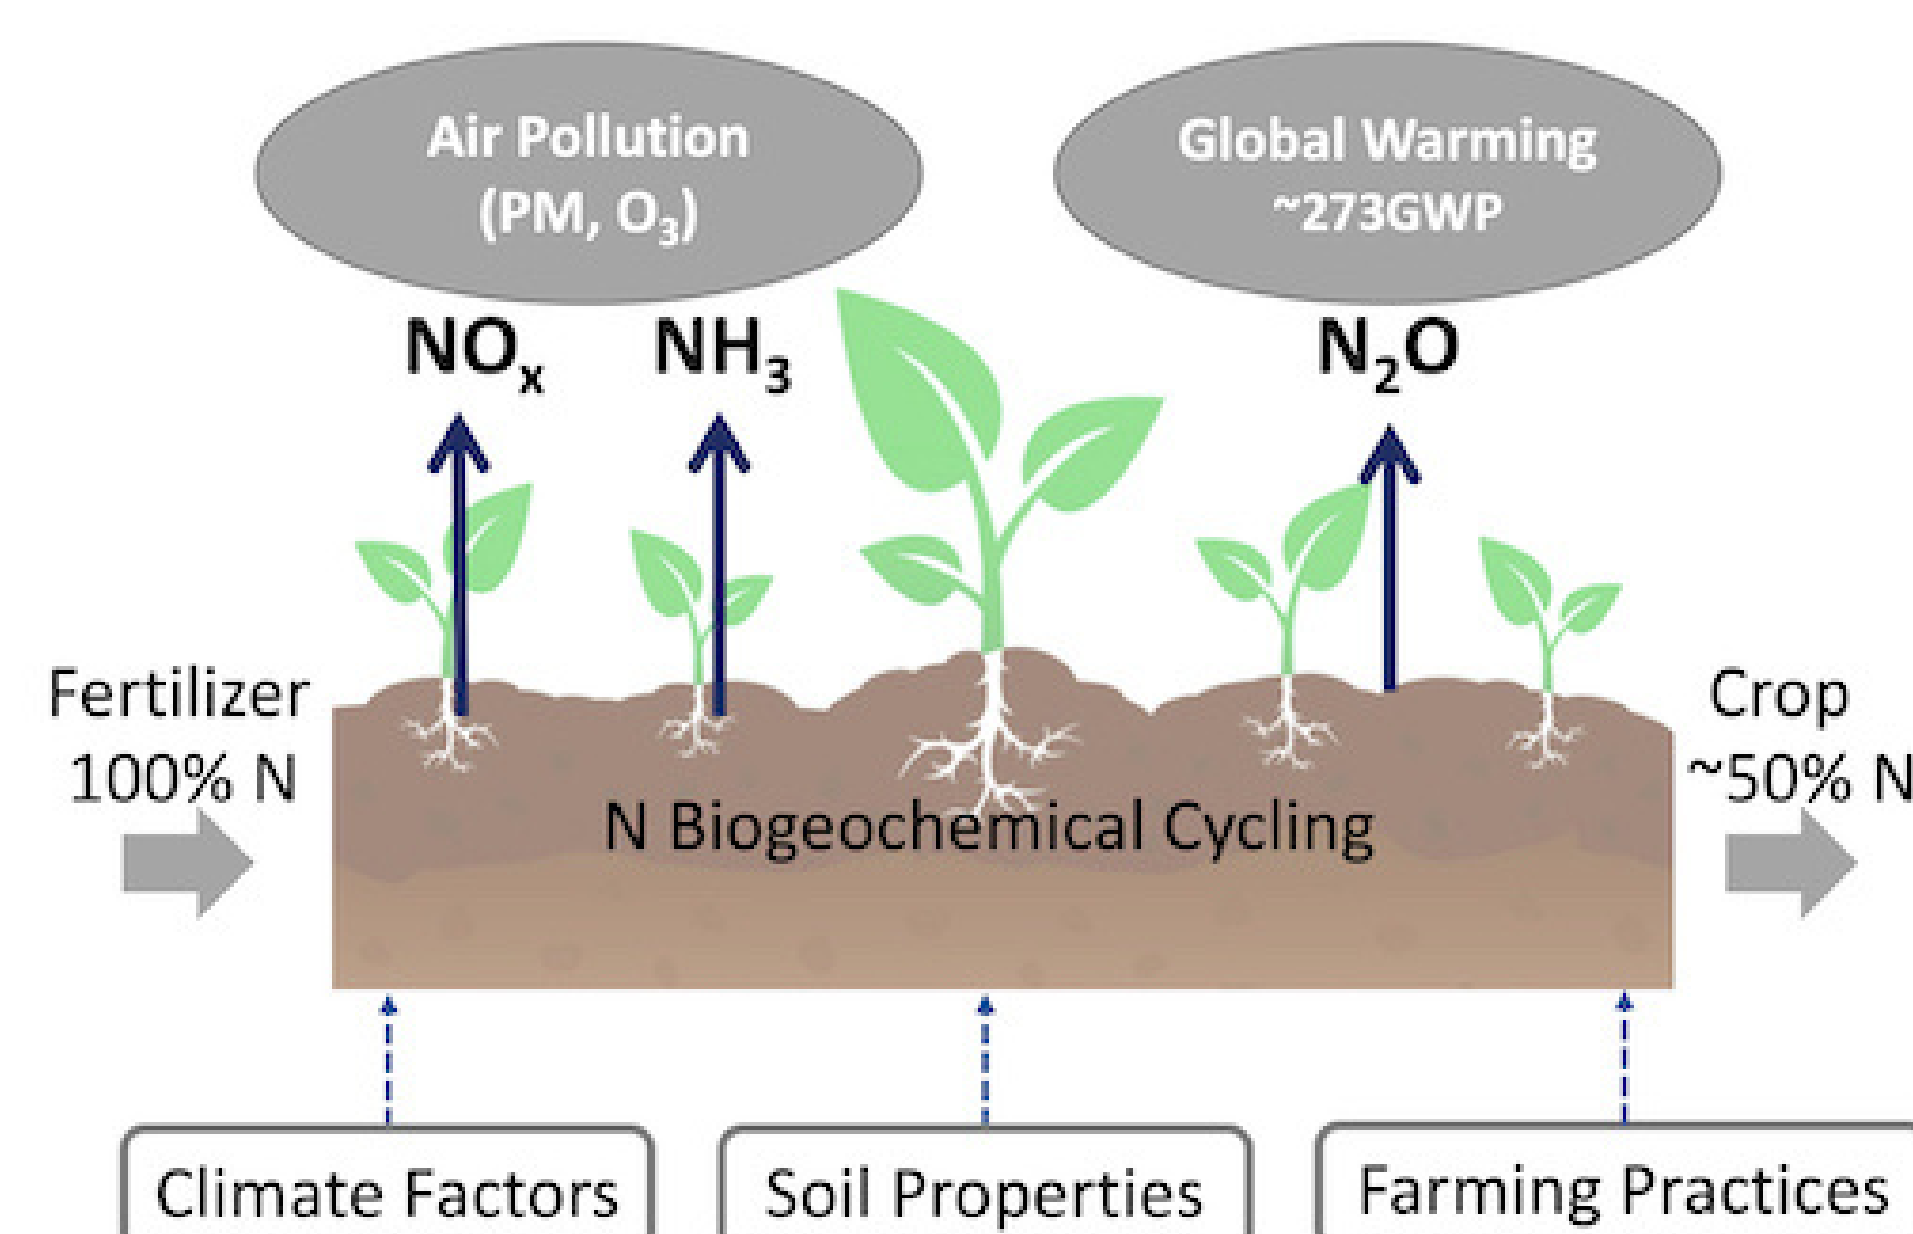 Air Pollution
(PM, O₃)
Global Warming
~273GWP
NOₓ
NH₃
N₂O
Fertilizer
100% N
Crop
~50% N
N Biogeochemical Cycling
Climate Factors
Soil Properties
Farming Practices